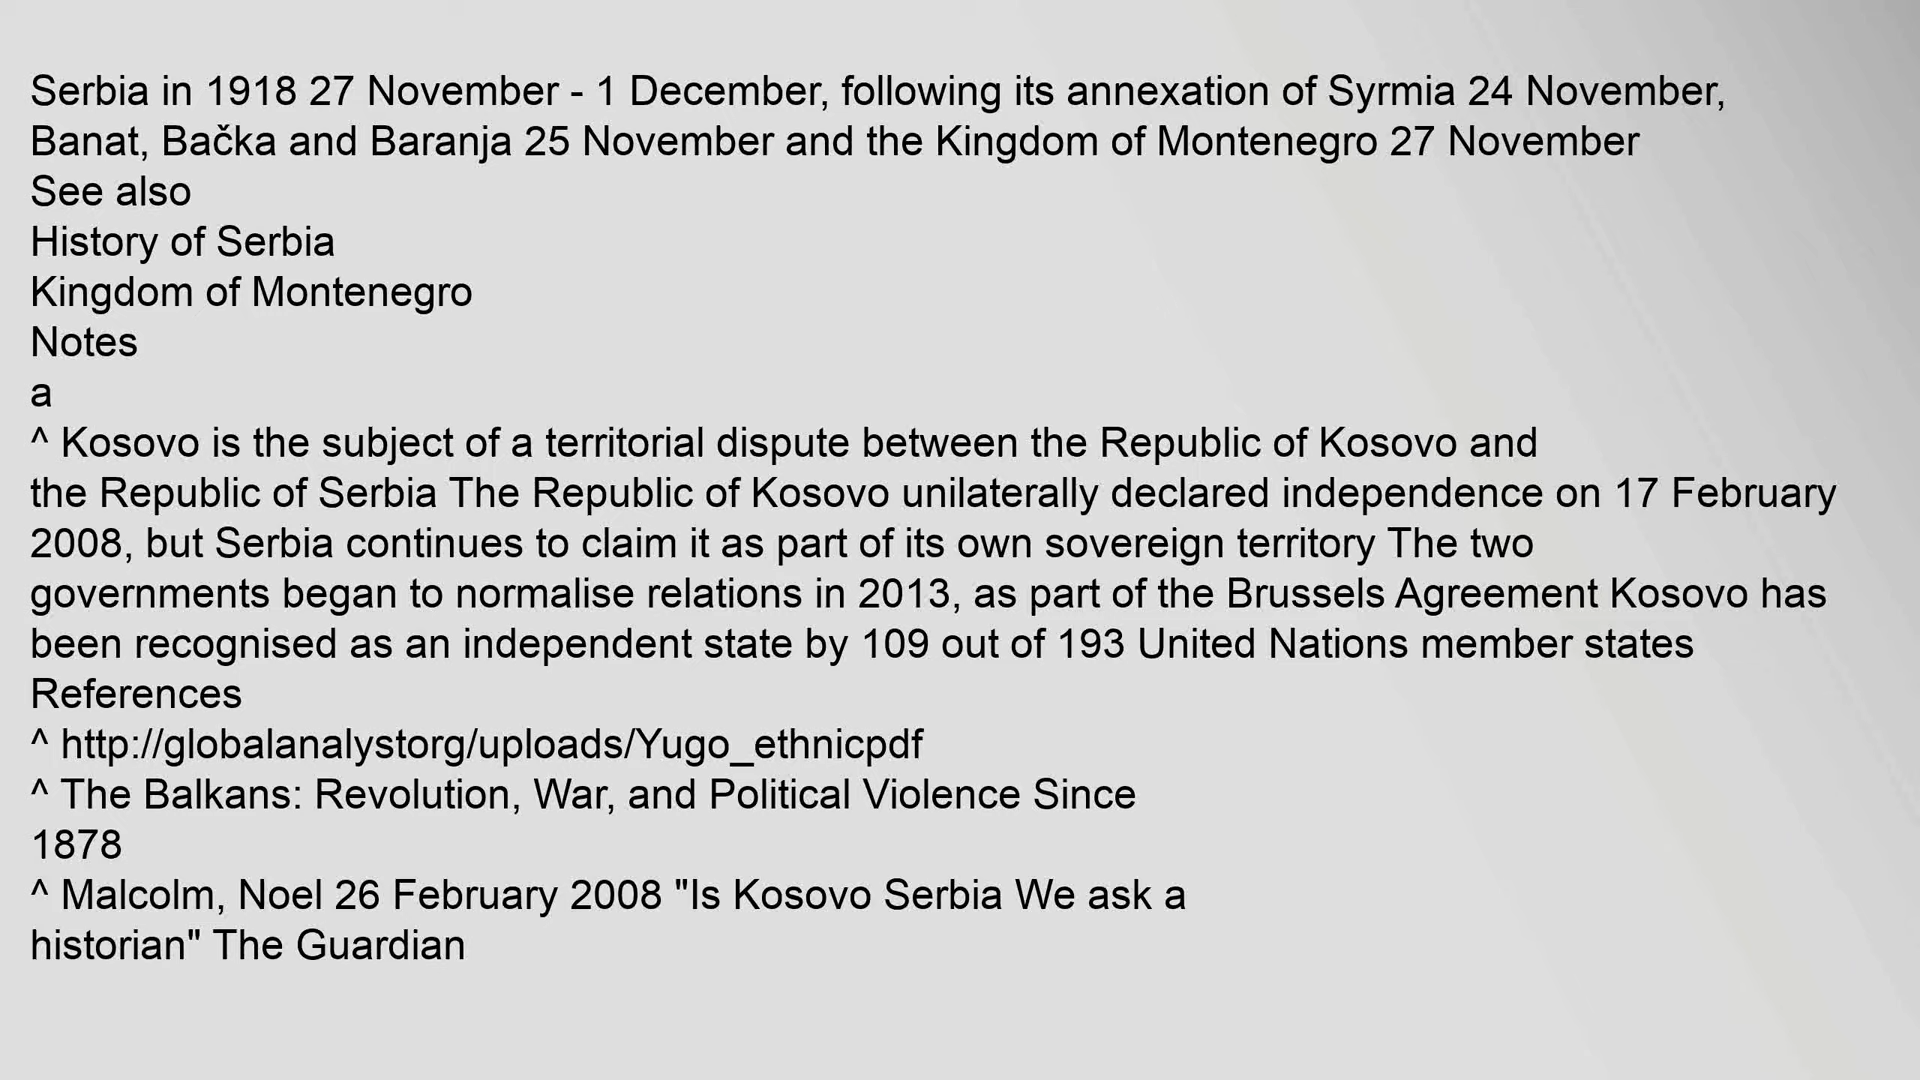 Serbia in 1918 27 November - 1 December, following its annexation of Syrmia 24 November,
Banat, Bačka and Baranja 25 November and the Kingdom of Montenegro 27 November
See also
History of Serbia
Kingdom of Montenegro
Notes
a
^ Kosovo is the subject of a territorial dispute between the Republic of Kosovo and
the Republic of Serbia The Republic of Kosovo unilaterally declared independence on 17 February
2008, but Serbia continues to claim it as part of its own sovereign territory The two
governments began to normalise relations in 2013, as part of the Brussels Agreement Kosovo has
been recognised as an independent state by 109 out of 193 United Nations member states
References
^ http://globalanalystorg/uploads/Yugo_ethnicpdf
^ The Balkans: Revolution, War, and Political Violence Since
1878
^ Malcolm, Noel 26 February 2008 "Is Kosovo Serbia We ask a
historian" The Guardian